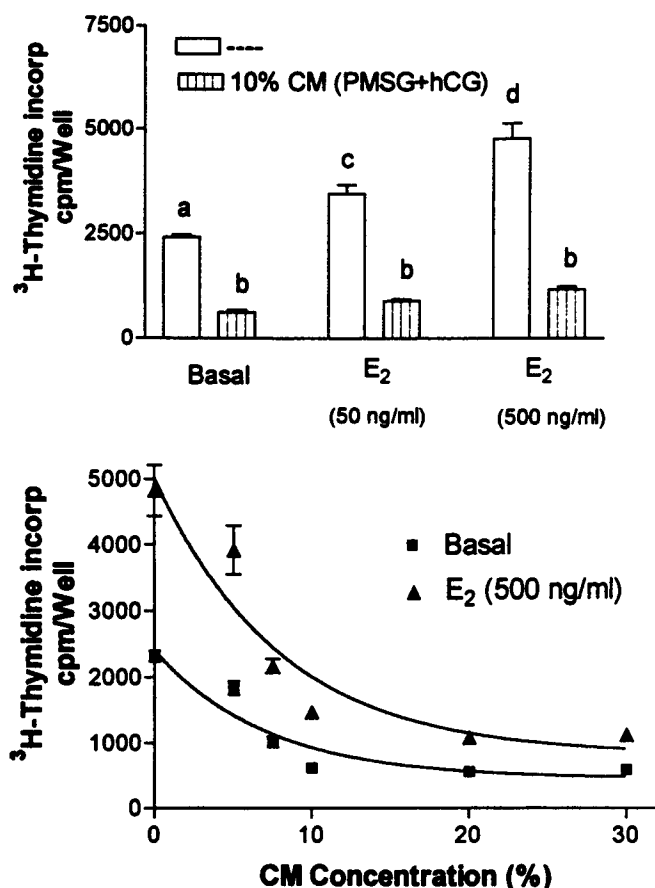 7500
5000
2500
0
³H-Thymidine incorp
cpm/Well
----
10% CM (PMSG+hCG)
a
b
c
b
d
b
Basal
E₂
(50 ng/ml)
E₂
(500 ng/ml)
5000
4000
3000
2000
1000
0
³H-Thymidine incorp
cpm/Well
Basal
E₂ (500 ng/ml)
0
10
20
30
CM Concentration (%)